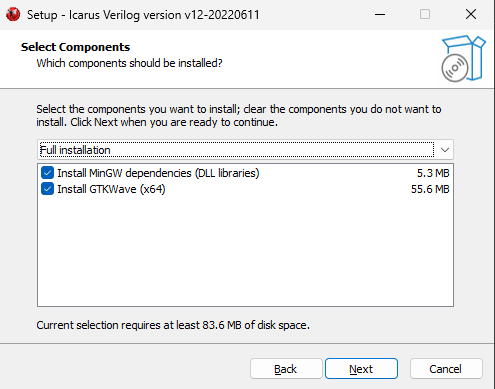 Setup - Icarus Verilog version v12-20220611
Select Components
Which components should be installed?
Select the components you want to install; clear the components you do not want to
install. Click Next when you are ready to continue.
Full installation
Install MinGW dependencies (DLL libraries) 5.3 MB
Install GTKWave (x64) 55.6 MB
Current selection requires at least 83.6 MB of disk space.
Back Next Cancel